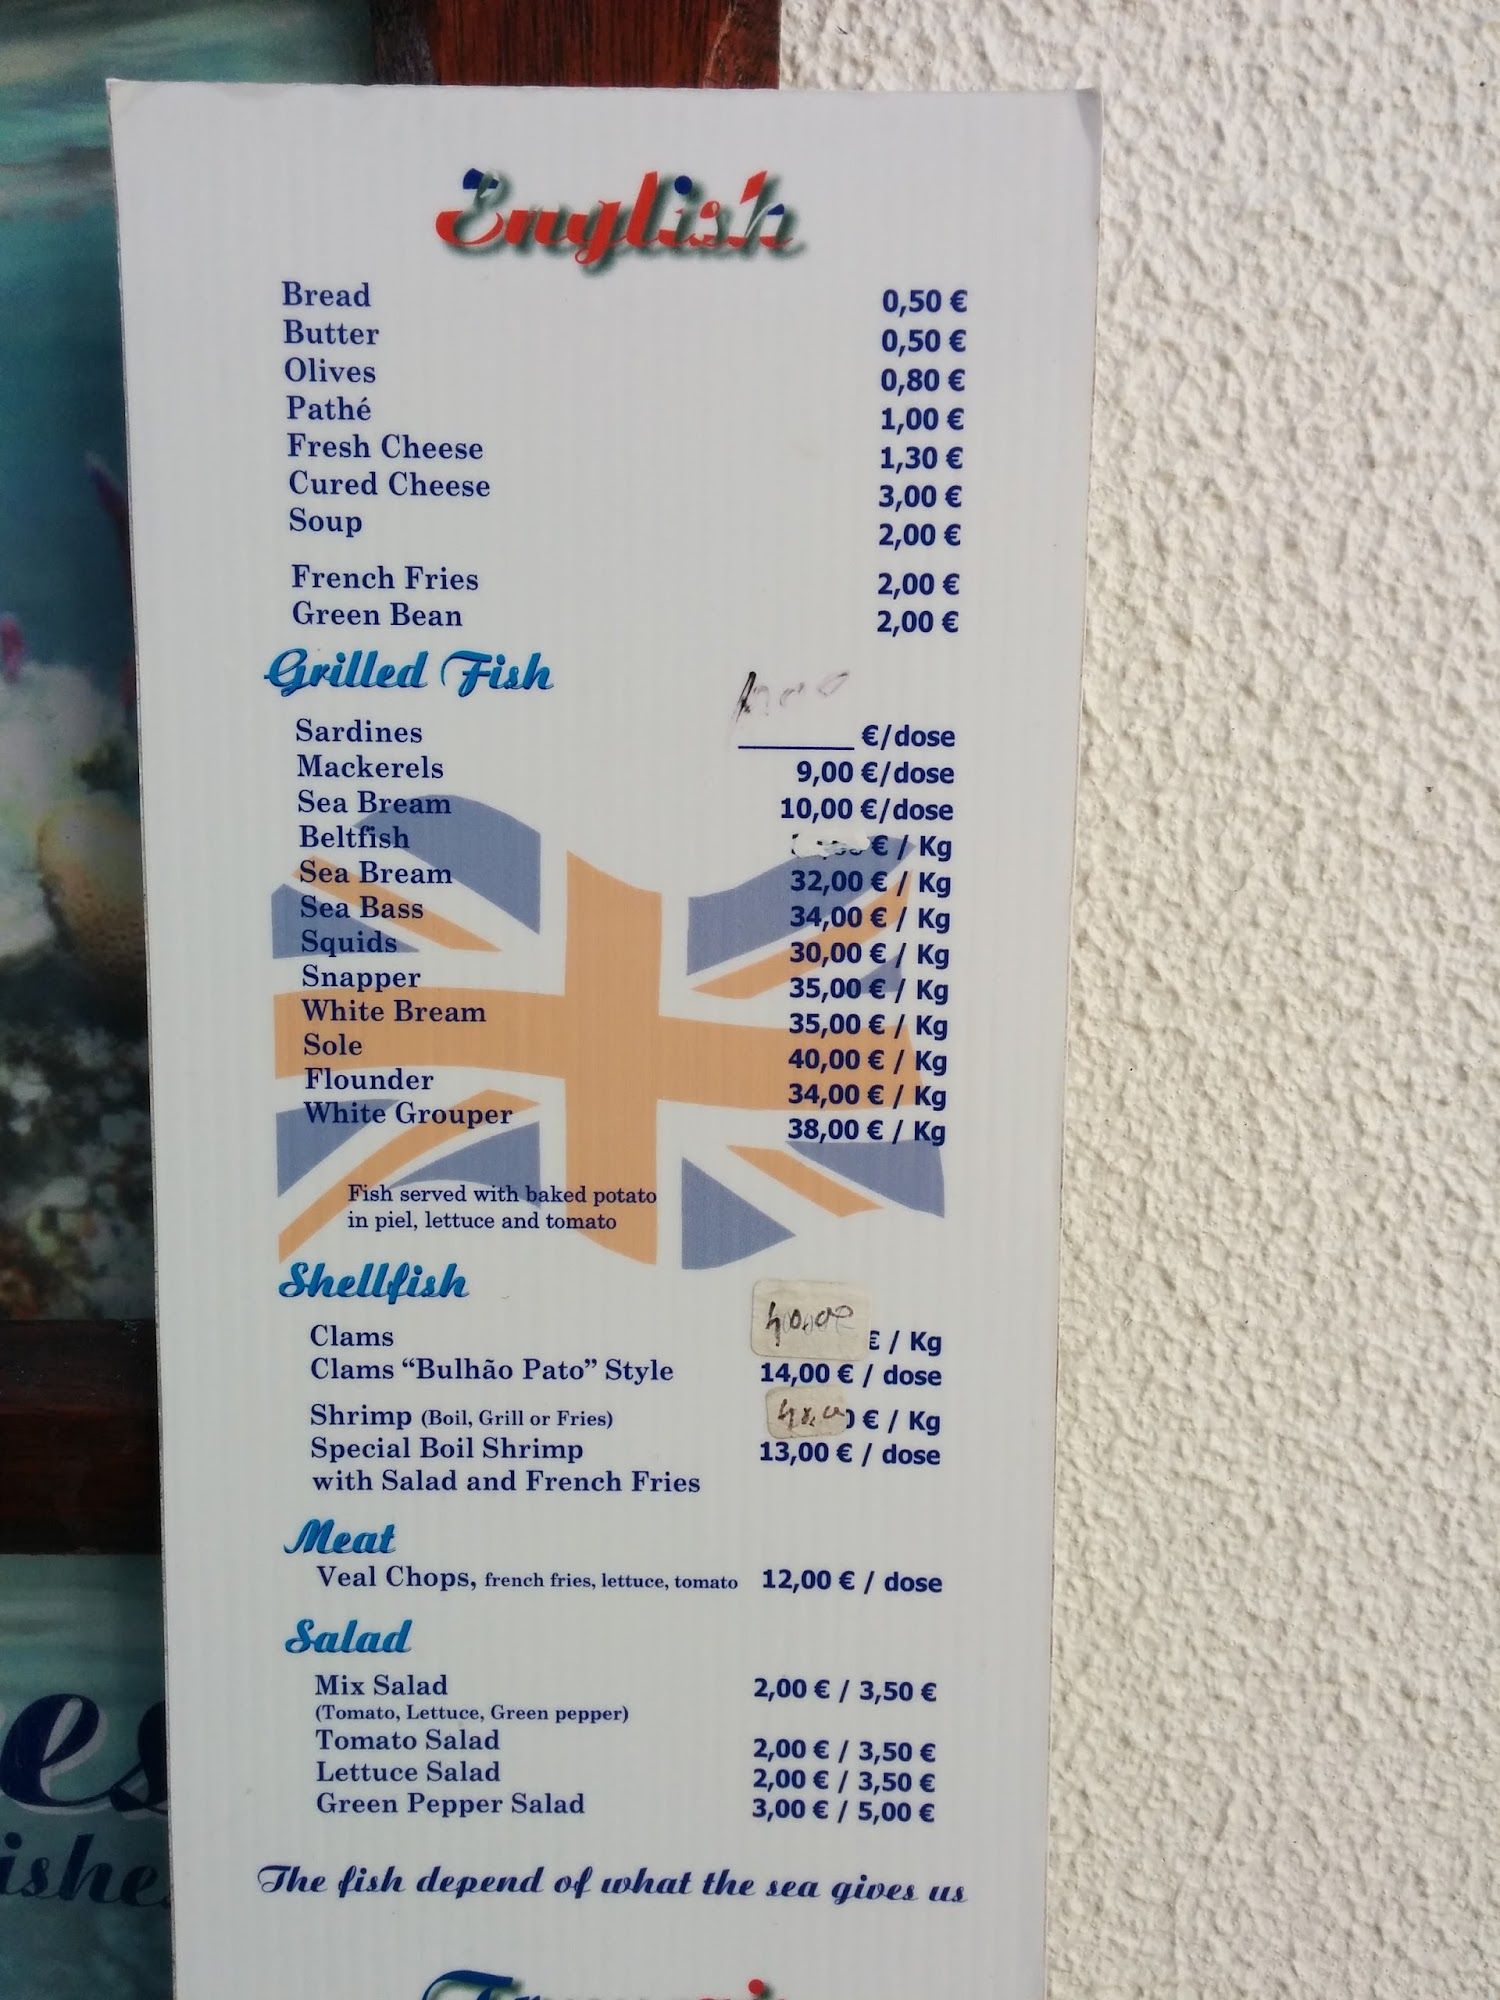 English
Bread 0,50 €
Butter 0,50 €
Olives 0,80 €
Pathé 1,00 €
Fresh Cheese 1,30 €
Cured Cheese 3,00 €
Soup 2,00 €
French Fries 2,00 €
Green Bean 2,00 €
Grilled Fish
Sardines €/dose
Mackerels 9,00 €/dose
Sea Bream 10,00 €/dose
Beltfish € / Kg
Sea Bream 32,00 € / Kg
Sea Bass 34,00 € / Kg
Squids 30,00 € / Kg
Snapper 35,00 € / Kg
White Bream 35,00 € / Kg
Sole 40,00 € / Kg
Flounder 34,00 € / Kg
White Grouper 38,00 € / Kg
Fish served with baked potato
in piel, lettuce and tomato
Shellfish
Clams € / Kg
Clams “Bulhão Pato” Style 14,00 € / dose
Shrimp (Boil, Grill or Fries) € / Kg
Special Boil Shrimp 13,00 € / dose
with Salad and French Fries
Meat
Veal Chops, french fries, lettuce, tomato 12,00 € / dose
Salad
Mix Salad 2,00 € / 3,50 €
(Tomato, Lettuce, Green pepper)
Tomato Salad 2,00 € / 3,50 €
Lettuce Salad 2,00 € / 3,50 €
Green Pepper Salad 3,00 € / 5,00 €
The fish depend of what the sea gives us